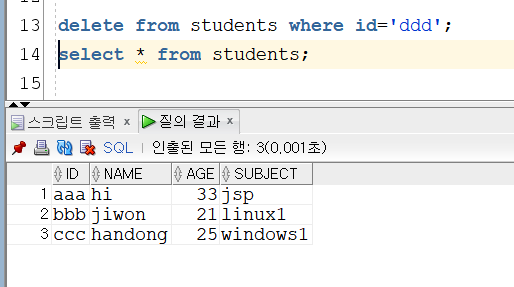 12
13 delete from students where id='ddd';
14 select * from students;
15
스크립트 출력 × 질의 결과 ×
SQL 인출된 모든 행: 3(0,001초)
ID NAME AGE SUBJECT
1 aaa hi 33 jsp
2 bbb jiwon 21 linux1
3 ccc handong 25 windows1